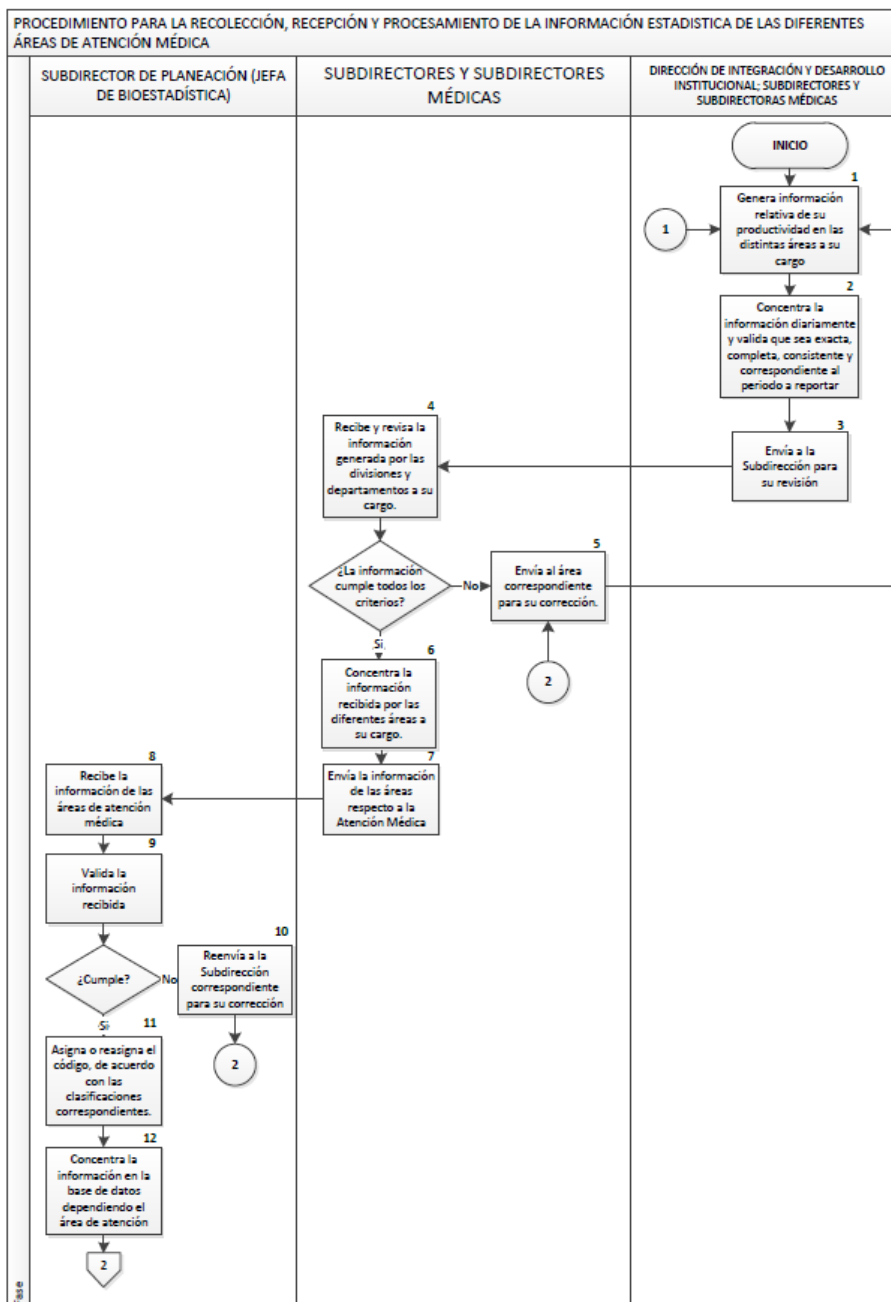 PROCEDIMIENTO PARA LA RECOLECCIÓN, RECEPCIÓN Y PROCESAMIENTO DE LA INFORMACIÓN ESTADISTICA DE LAS DIFERENTES
ÁREAS DE ATENCIÓN MÉDICA
SUBDIRECTOR DE PLANEACIÓN (JEFA
DE BIOESTADÍSTICA)
SUBDIRECTORES Y SUBDIRECTORES
MÉDICAS
DIRECCIÓN DE INTEGRACIÓN Y DESARROLLO
INSTITUCIONAL; SUBDIRECTORES Y
SUBDIRECTORAS MÉDICAS
INICIO
1
Genera información
relativa de su
productividad en las
distintas áreas a su
cargo
1
2
Concentra la
información diariamente
y valida que sea exacta,
completa, consistente y
correspondiente al
periodo a reportar
3
Envía a la
Subdirección para
su revisión
4
Recibe y revisa la
información
generada por las
divisiones y
departamentos a su
cargo.
¿La información
cumple todos los
criterios?
No
5
Envía al área
correspondiente
para su corrección.
2
Si
6
Concentra la
información
recibida por las
diferentes áreas a
su cargo.
7
Envía la información
de las áreas
respecto a la
Atención Médica
8
Recibe la
información de las
áreas de atención
médica
9
Valida la
información
recibida
¿Cumple?
No
10
Reenvía a la
Subdirección
correspondiente
para su corrección
2
Si
11
Asigna o reasigna el
código, de acuerdo
con las
clasificaciones
correspondientes.
12
Concentra la
información en la
base de datos
dependiendo el
área de atención
2
Fase